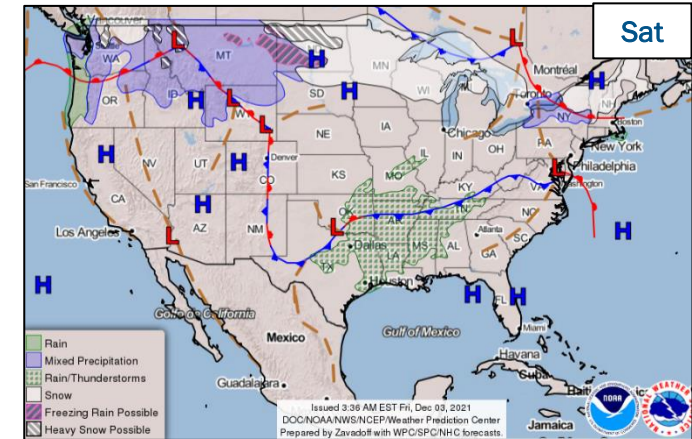 Sat
Vancouver
WA
MT
MN
Montréal
OR
ID
SD
WI
Toronto
NH
WY
NY
Boston
NE
IA
Chicago
New York
PA
NV
UT
Denver
IL
IN
OH
Philadelphia
San Francisco
CO
KS
MO
KY
VA
Washington
CA
OK
TN
NC
Los Angeles
AZ
NM
AR
Atlanta
SC
Dallas
MS
AL
GA
TX
LA
Houston
FL
Golfo de California
Miami
Mexico
Gulf of Mexico
Havana
Cuba
Guadalajara
Jamaica
H
H
H
H
H
H
H
H
H
H
H
L
L
L
L
L
L
L
Rain
Mixed Precipitation
Rain/Thunderstorms
Snow
Freezing Rain Possible
Heavy Snow Possible
Issued 3:36 AM EST Fri, Dec 03, 2021
DOC/NOAA/NWS/NCEP/Weather Prediction Center
Prepared by Zavadoff with WPC/SPC/NHC forecasts.
NOAA